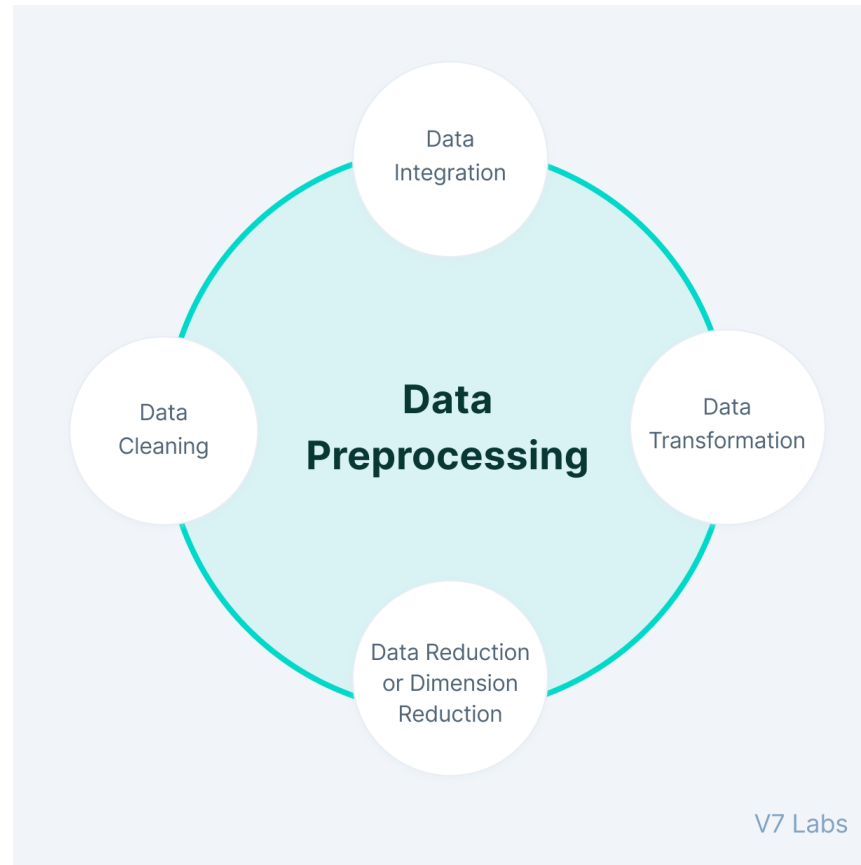 Data
Integration
Data
Cleaning
Data
Preprocessing
Data
Transformation
Data Reduction
or Dimension
Reduction
V7 Labs